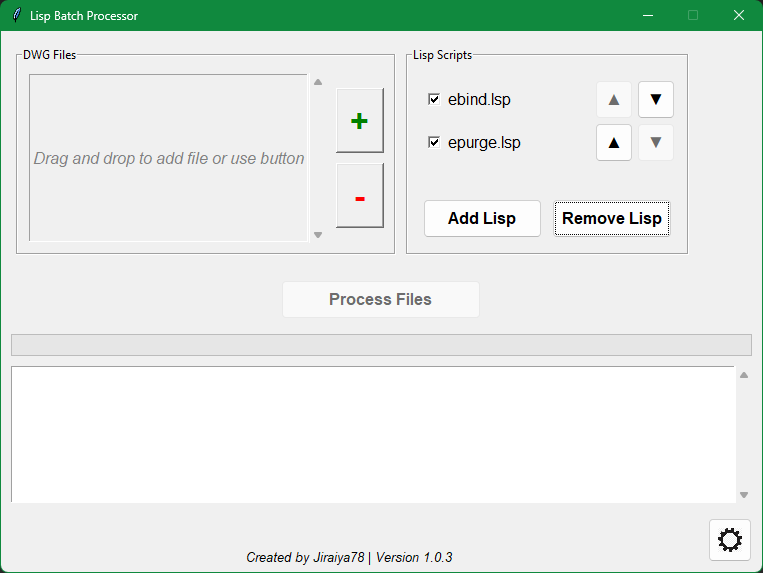 Lisp Batch Processor
DWG Files
Drag and drop to add file or use button
+
-
Lisp Scripts
ebind.lsp
epurge.lsp
Add Lisp
Remove Lisp
Process Files
Created by Jiraiya78 | Version 1.0.3